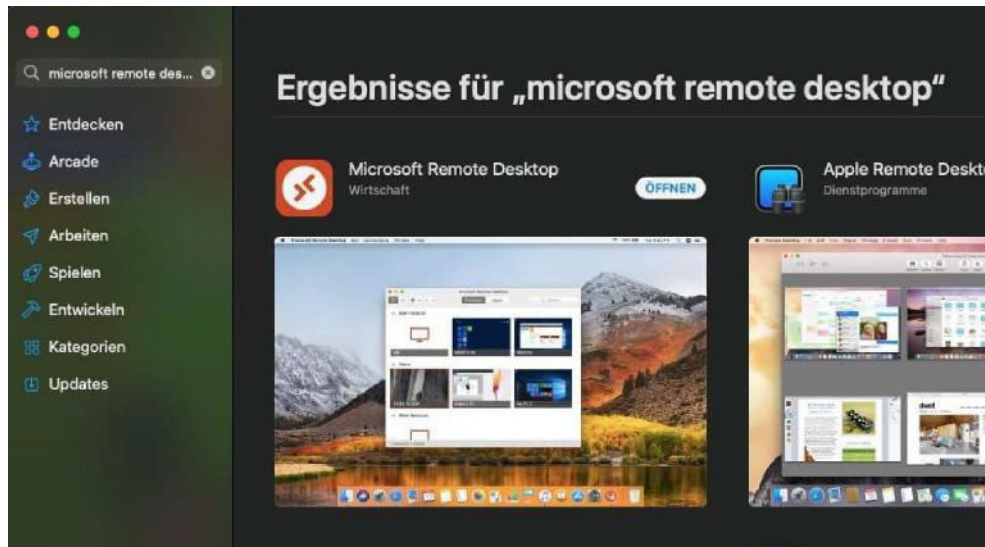 microsoft remote des...
Entdecken
Arcade
Erstellen
Arbeiten
Spielen
Entwickeln
Kategorien
Updates
Ergebnisse für „microsoft remote desktop“
Microsoft Remote Desktop
Wirtschaft
ÖFFNEN
Apple Remote Deskt
Dienstprogramme